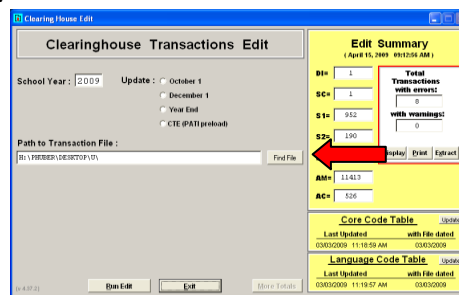 Clearing House Edit
Clearinghouse Transactions Edit
School Year : 2009
Update :
October 1
December 1
Year End
CTE (PATI preload)
Path to Transaction File :
H:\PHUBER\DESKTOP\U\
Find File
Run Edit
Exit
More Totals
Edit Summary
( April 15, 2009 09:12:56 AM )
DI= 1
SC= 1
S1= 952
S2= 190
AM= 11413
AC= 526
Total
Transactions
with errors:
8
with warnings:
0
Display Print Extract
Core Code Table
Last Updated with File dated
03/03/2009 11:18:59 AM 03/03/2009
Language Code Table
Last Updated with File dated
03/03/2009 11:19:57 AM 03/03/2009